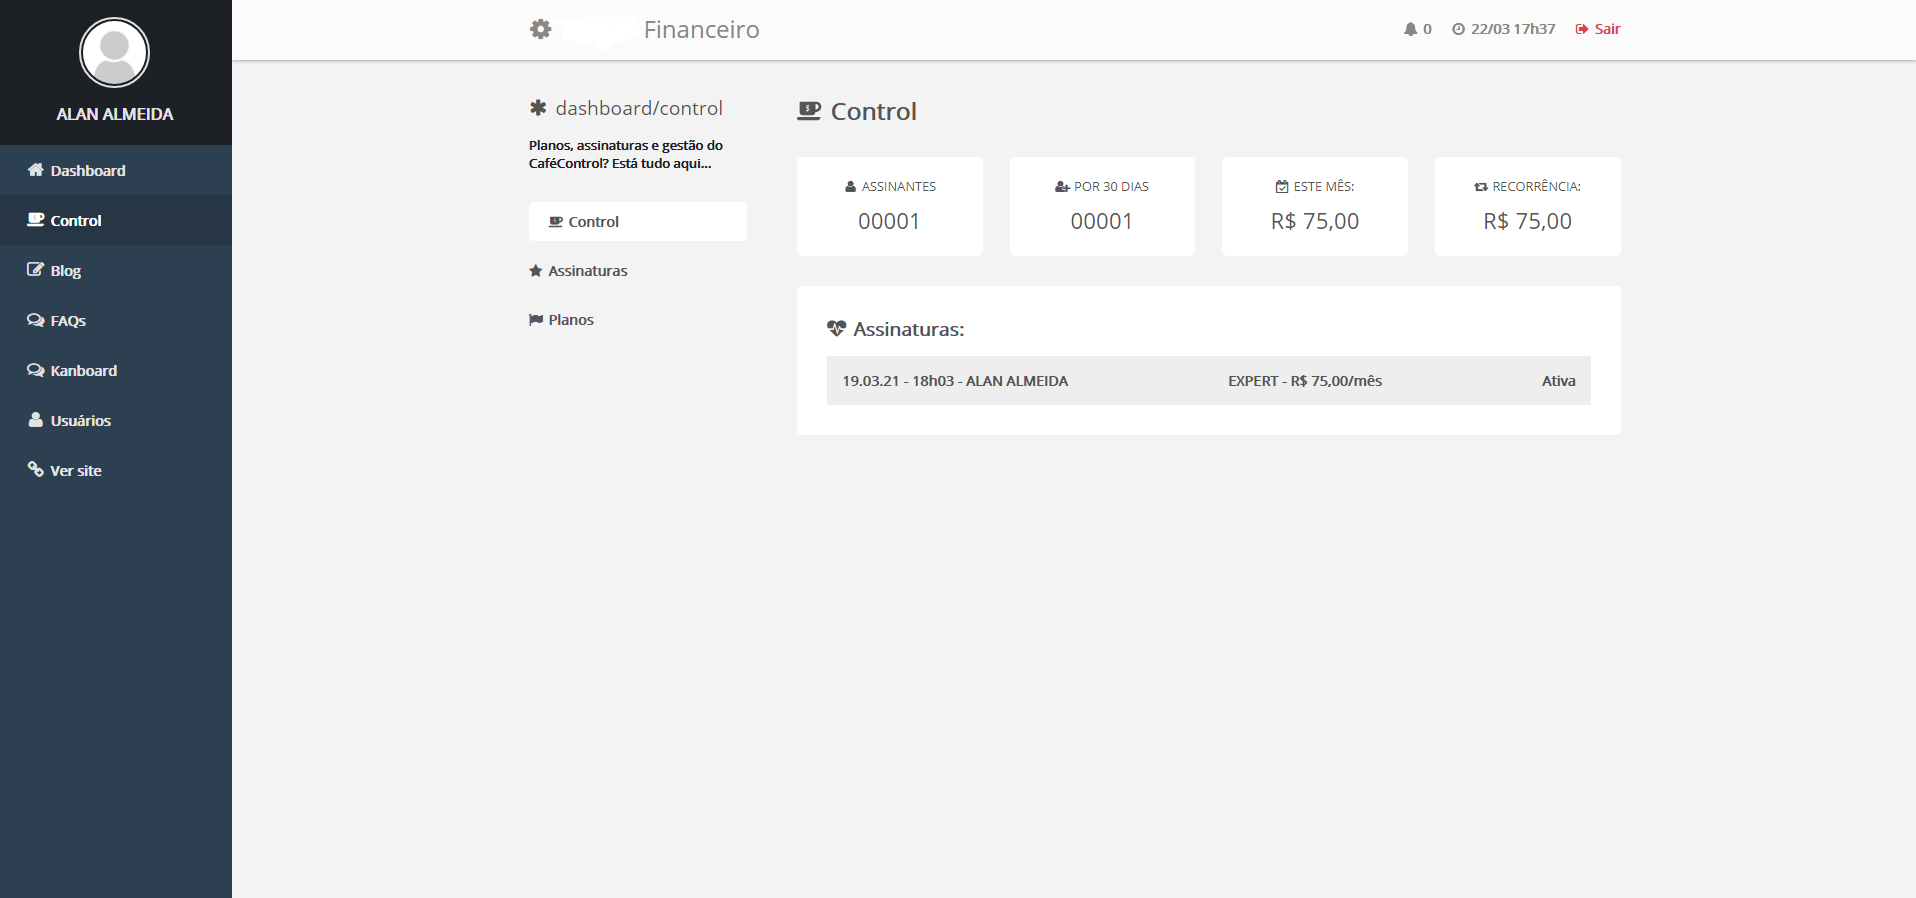 ALAN ALMEIDA
Dashboard
Control
Blog
FAQs
Kanboard
Usuários
Ver site
Financeiro
0
22/03 17h37
Sair
dashboard/control
Planos, assinaturas e gestão do
CaféControl? Está tudo aqui...
Control
Assinaturas
Planos
Control
ASSINANTES
00001
POR 30 DIAS
00001
ESTE MÊS:
R$ 75,00
RECORRÊNCIA:
R$ 75,00
Assinaturas:
19.03.21 - 18h03 - ALAN ALMEIDA EXPERT - R$ 75,00/mês Ativa